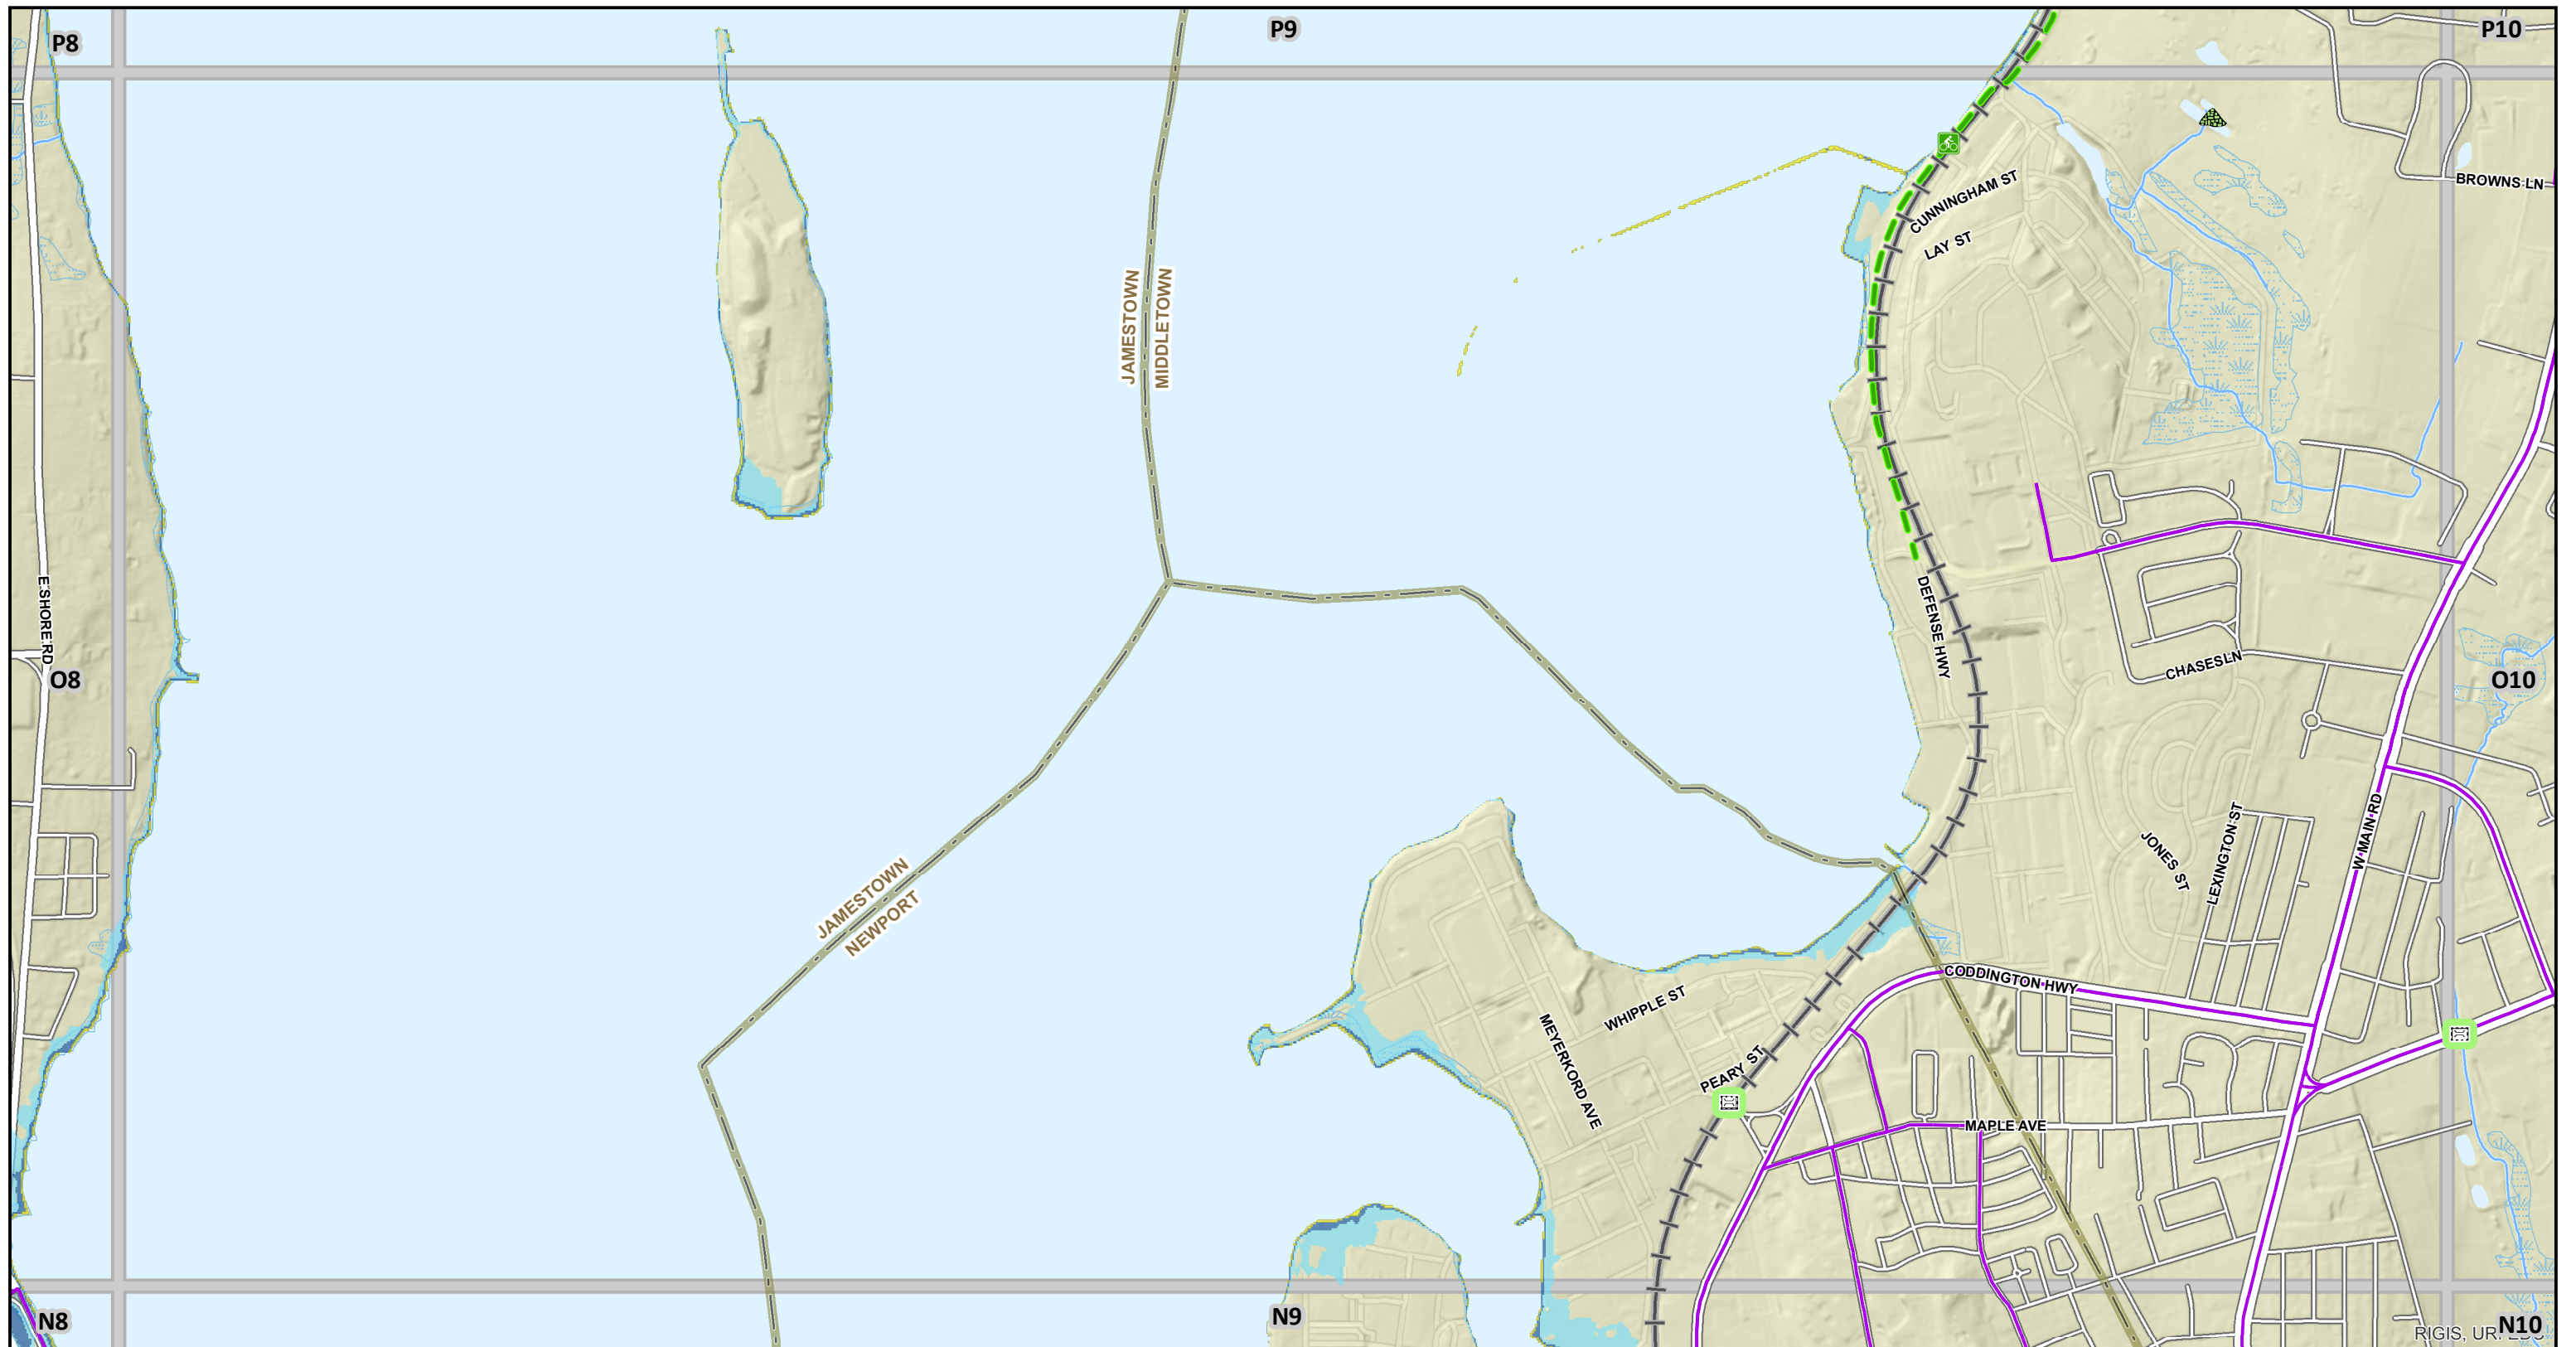 P8
P9
P10
BROWNS LN
CUNNINGHAM ST
LAY ST
JAMESTOWN
MIDDLETOWN
E SHORE RD
DEFENSE HWY
O8
CHASES LN
O10
W MAIN RD
LEXINGTON ST
JONES ST
JAMESTOWN
NEWPORT
CODDINGTON HWY
WHIPPLE ST
MEYERKORD AVE
PEARY ST
MAPLE AVE
N8
N9
N10
RIGIS,